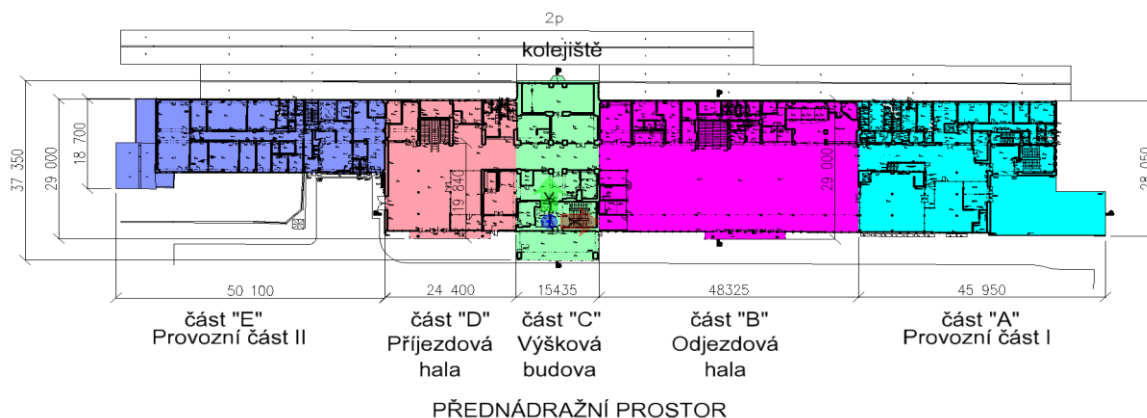 2p
kolejiště
P
P
37 350
29 000
18 700
19 840
29 000
28 050
50 100
24 400
15435
48325
45 950
část "E"
Provozní část II
část "D"
Příjezdová
hala
část "C"
Výšková
budova
část "B"
Odjezdová
hala
část "A"
Provozní část I
PŘEDNÁDRAŽNÍ PROSTOR